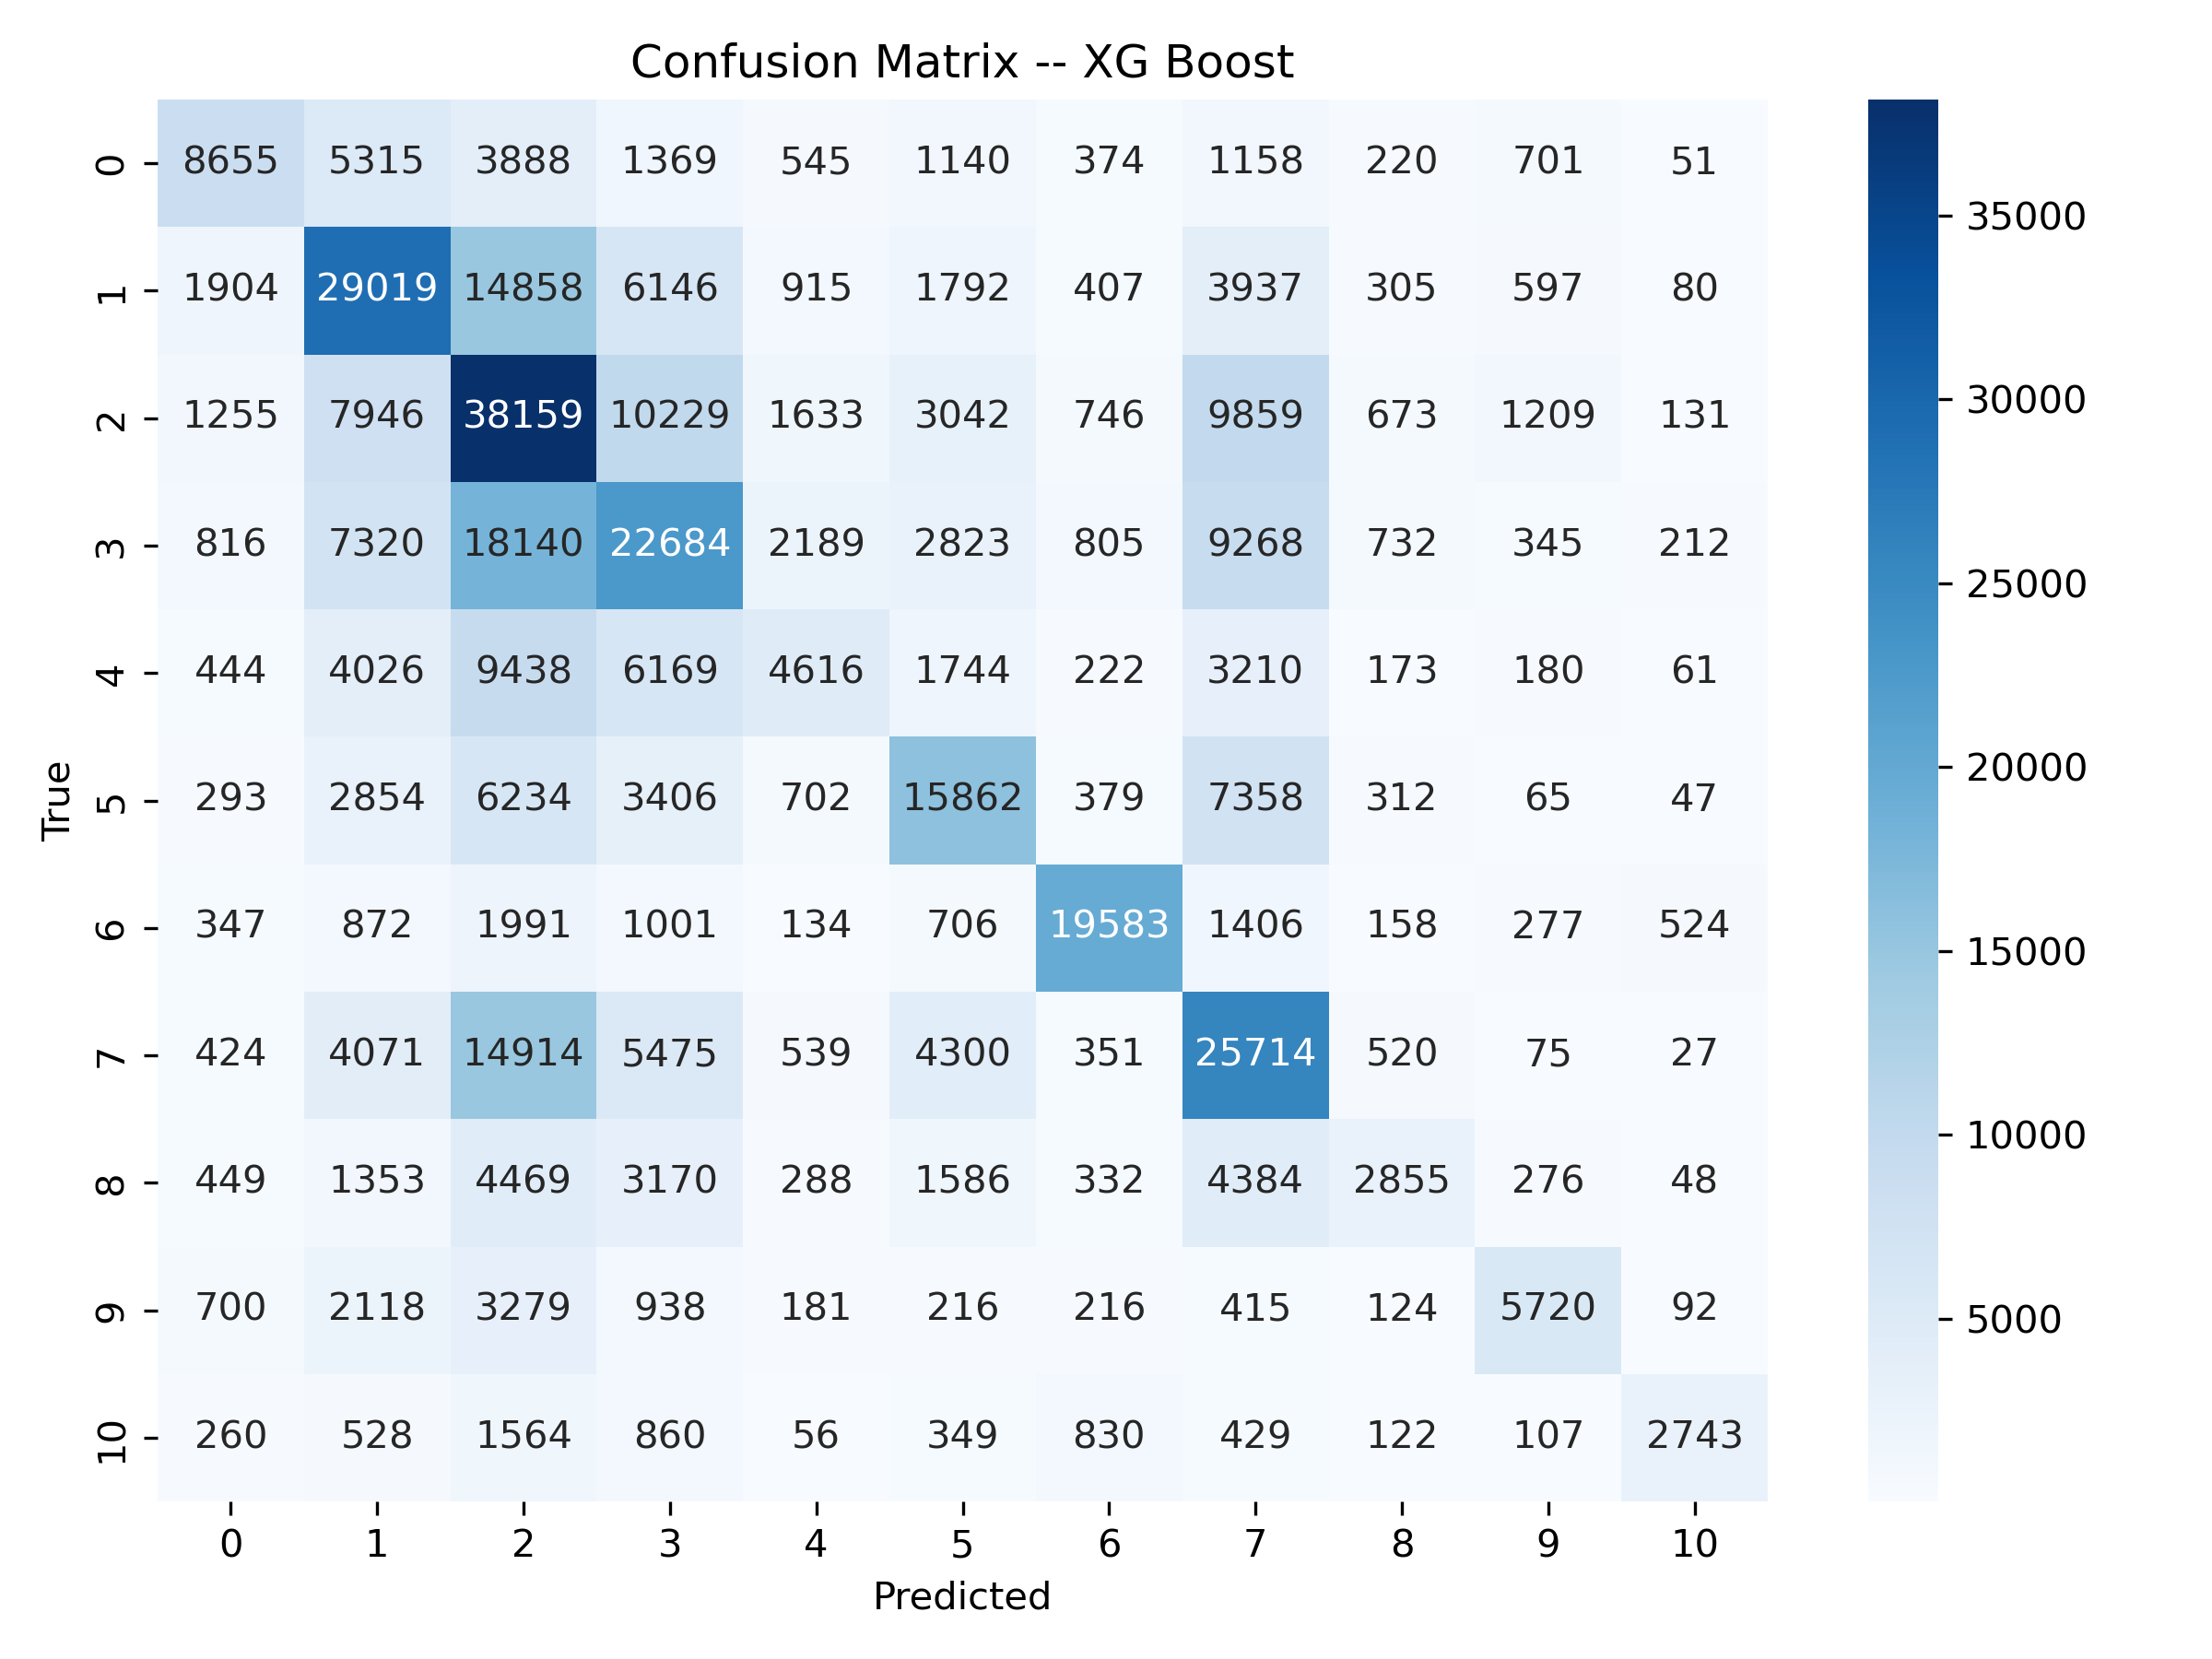 Confusion Matrix -- XG Boost
0 8655 5315 3888 1369 545 1140 374 1158 220 701 51
1 1904 29019 14858 6146 915 1792 407 3937 305 597 80
2 1255 7946 38159 10229 1633 3042 746 9859 673 1209 131
3 816 7320 18140 22684 2189 2823 805 9268 732 345 212
4 444 4026 9438 6169 4616 1744 222 3210 173 180 61
5 293 2854 6234 3406 702 15862 379 7358 312 65 47
6 347 872 1991 1001 134 706 19583 1406 158 277 524
7 424 4071 14914 5475 539 4300 351 25714 520 75 27
8 449 1353 4469 3170 288 1586 332 4384 2855 276 48
9 700 2118 3279 938 181 216 216 415 124 5720 92
10 260 528 1564 860 56 349 830 429 122 107 2743
0 1 2 3 4 5 6 7 8 9 10
Predicted
True
35000
30000
25000
20000
15000
10000
5000